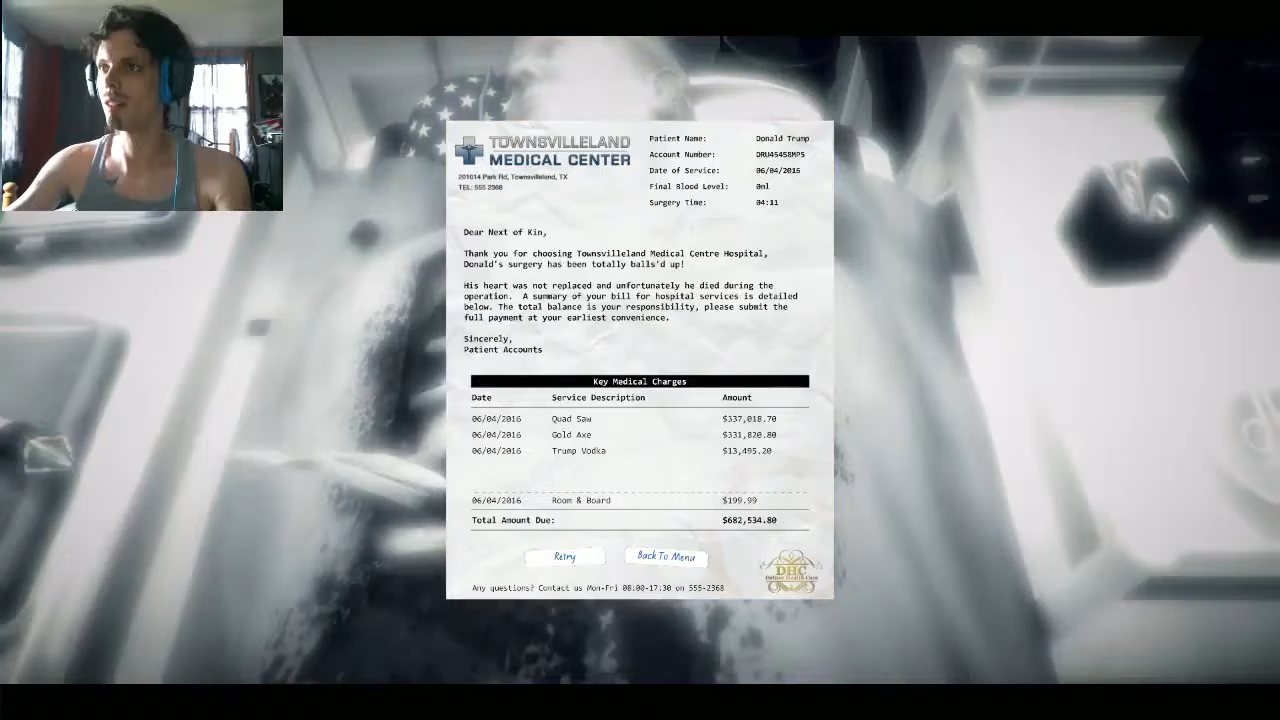 TOWNSVILLELAND
MEDICAL CENTER
201014 Park Rd, Townsvilleland, TX
TEL: 555 2368
Patient Name: Donald Trump
Account Number: DRU45458MP5
Date of Service: 06/04/2016
Final Blood Level: 0ml
Surgery Time: 04:11
Dear Next of Kin,
Thank you for choosing Townsvilleland Medical Centre Hospital,
Donald's surgery has been totally balls'd up!
His heart was not replaced and unfortunately he died during the
operation. A summary of your bill for hospital services is detailed
below. The total balance is your responsibility, please submit the
full payment at your earliest convenience.
Sincerely,
Patient Accounts
Key Medical Charges
Date Service Description Amount
06/04/2016 Quad Saw $337,018.70
06/04/2016 Gold Axe $331,820.80
06/04/2016 Trump Vodka $13,495.20
06/04/2016 Room & Board $199.99
Total Amount Due: $682,534.80
Retry Back To Menu
DHC
Deluxe Health Care
Any questions? Contact us Mon-Fri 08:00-17:30 on 555-2368